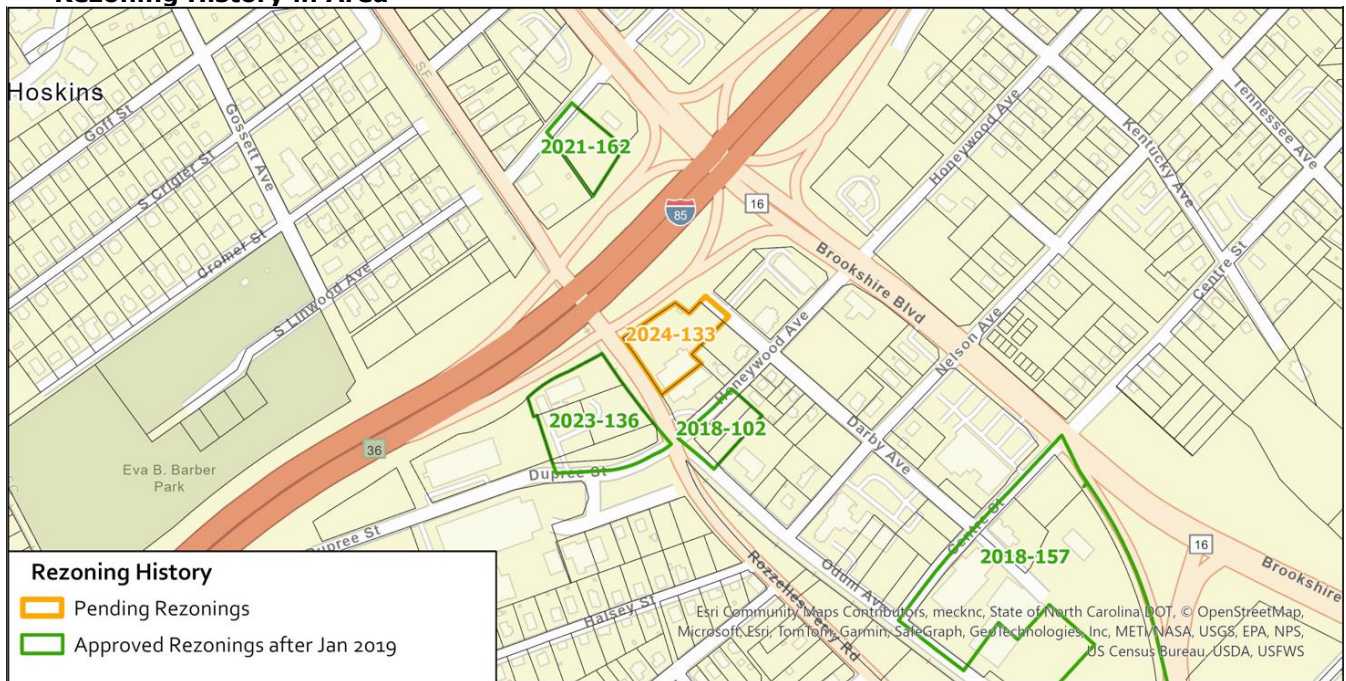 Rezoning History in Area
Hoskins
Goff St
S Crigler St
Cromer St
Gossett Ave
S Linwood Ave
2021-162
85
16
Brookshire Blvd
Honeywood Ave
Kentucky Ave
Tennessee Ave
Centre St
Nelson Ave
2024-133
Honeywood Ave
2023-136
2018-102
Darby Ave
36
Eva B. Barber
Park
Dupree St
Dupree St
Centre St
2018-157
16
Brookshire
Odum Ave
Rozzelles Ferry Rd
Halsey St
Rezoning History
Pending Rezonings
Approved Rezonings after Jan 2019
Esri Community Maps Contributors, mecknc, State of North Carolina DOT, © OpenStreetMap,
Microsoft, Esri, TomTom, Garmin, SafeGraph, GeoTechnologies, Inc, METI/NASA, USGS, EPA, NPS,
US Census Bureau, USDA, USFWS